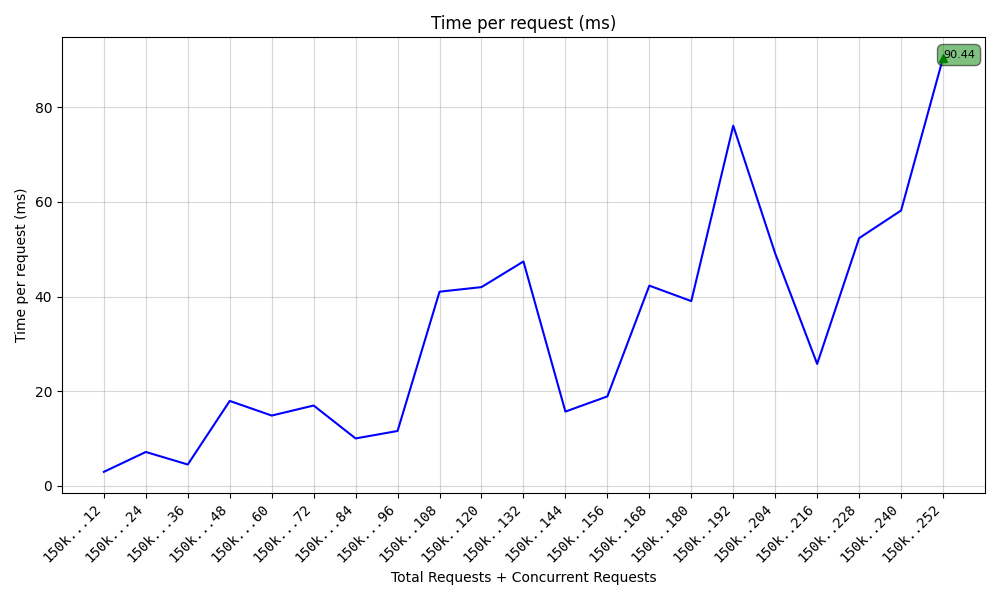 Time per request (ms)
90.44
80
60
40
20
0
Time per request (ms)
150k...12
150k...24
150k...36
150k...48
150k...60
150k...72
150k...84
150k...96
150k..108
150k..120
150k..132
150k..144
150k..156
150k..168
150k..180
150k..192
150k..204
150k..216
150k..228
150k..240
150k..252
Total Requests + Concurrent Requests